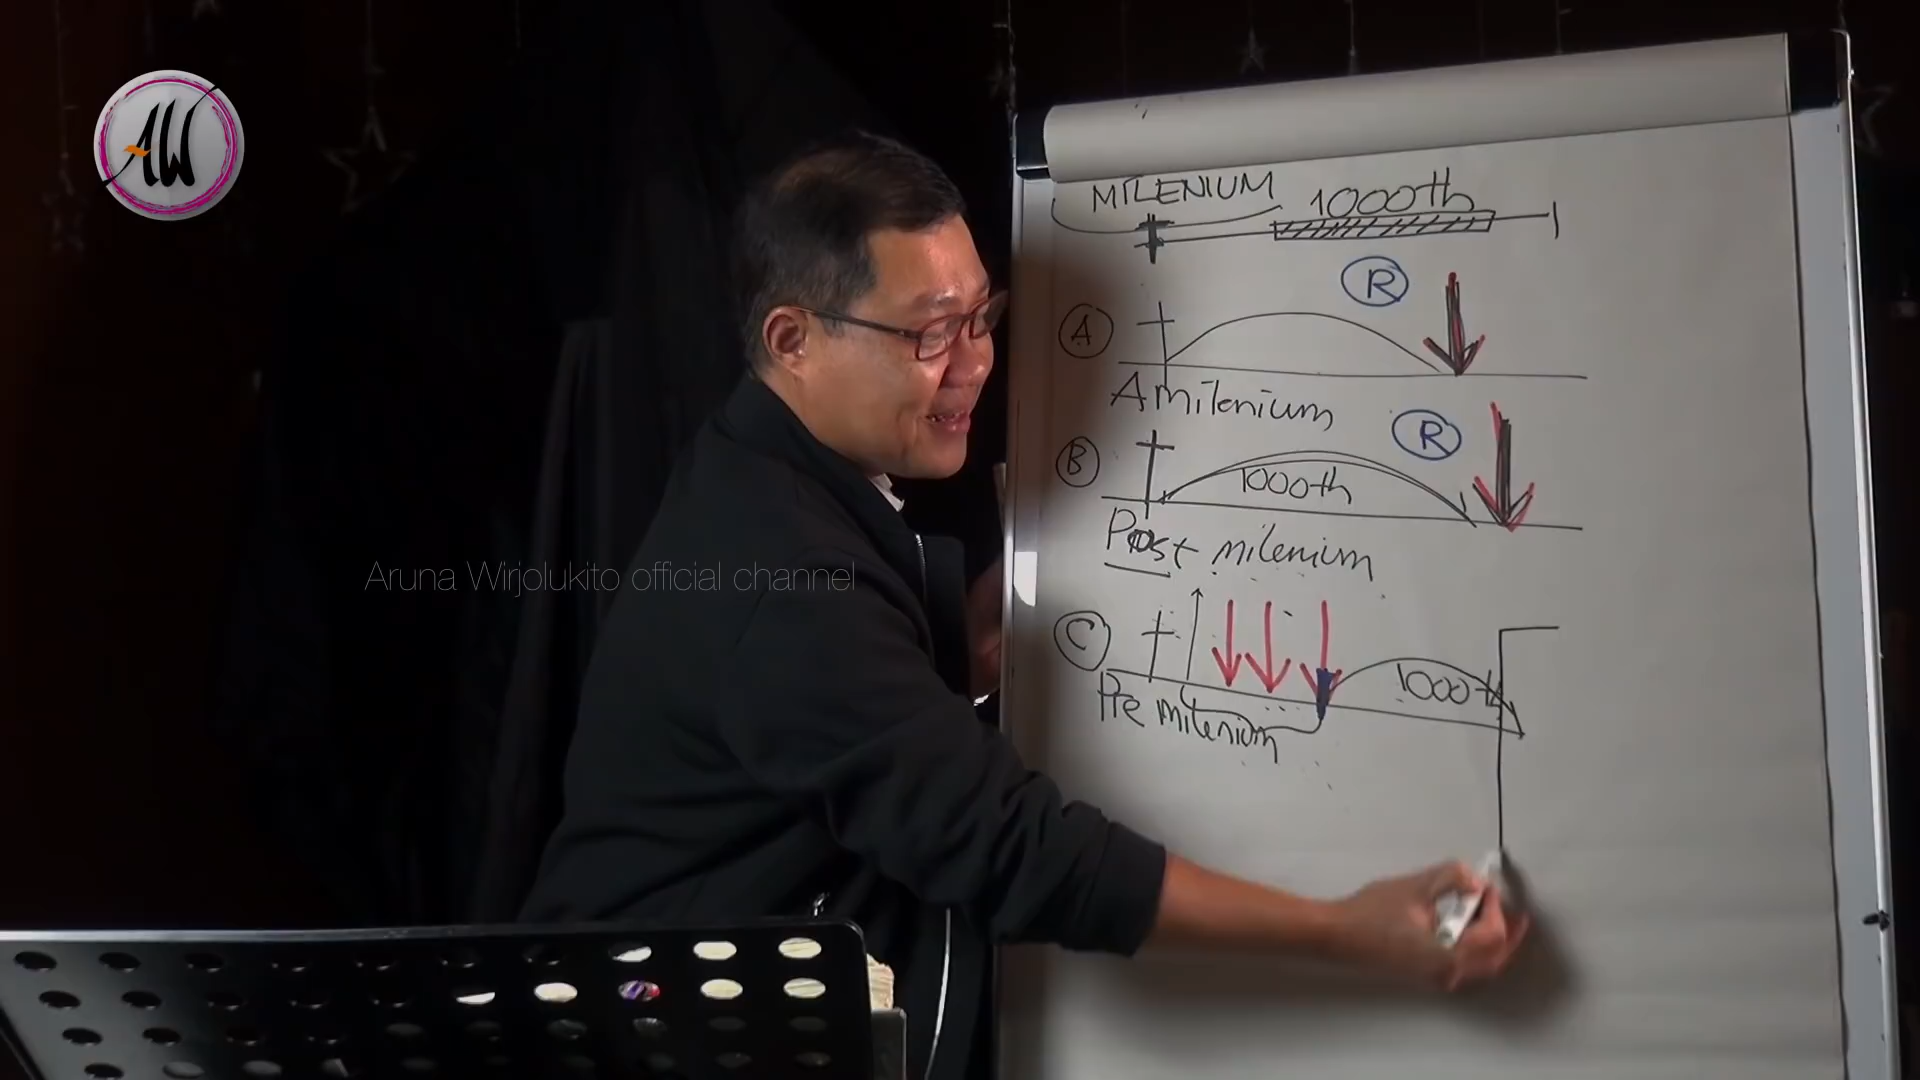 AW
MILENIUM 1000th
R
A
Amilenium
R
B
1000th
Post milenium
C
1000th
Pre milenium
Aruna Wirjolukito official channel